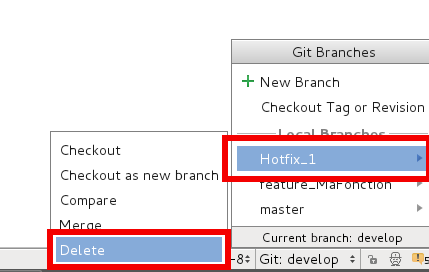 Git Branches
New Branch
Checkout Tag or Revision
Local Branches
Hotfix_1
feature_MaFonction
master
Current branch: develop
Checkout
Checkout as new branch
Compare
Merge
Delete
-8 Git: develop